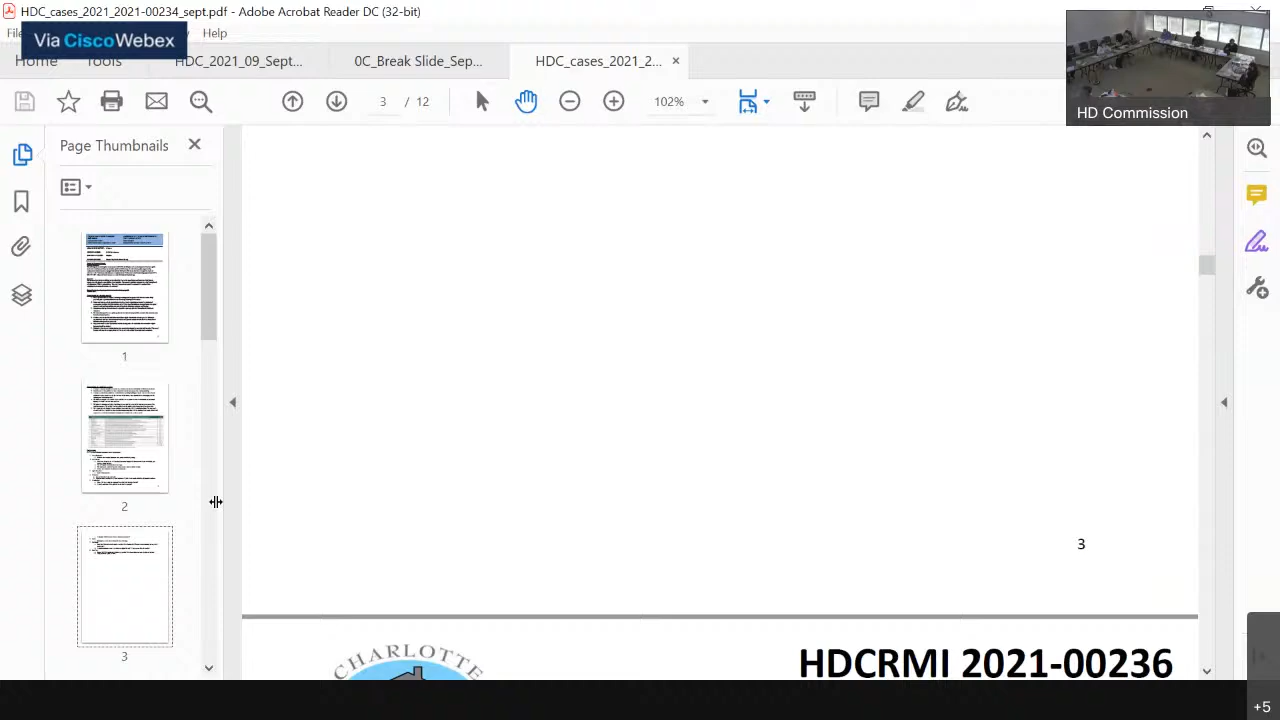 HDC_cases_2021_2021-00234_sept.pdf - Adobe Acrobat Reader DC (32-bit)
Help
Via Cisco Webex
Home Tools HDC_2021_09_Sept... 0C_Break Slide_Sep... HDC_cases_2021_2... ×
3 / 12 102%
HD Commission
Page Thumbnails
1
2
3
3
CHARLOTTE
HDCRMI 2021-00236
+5